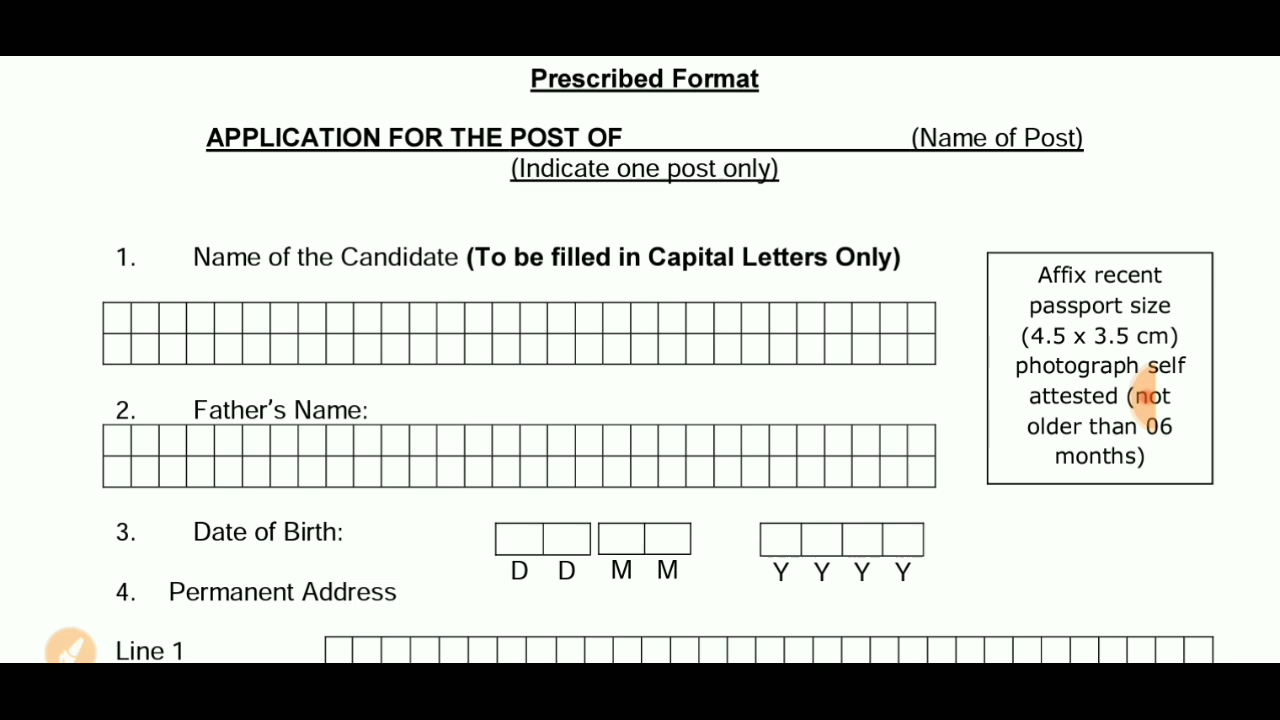 Prescribed Format
APPLICATION FOR THE POST OF (Name of Post)
(Indicate one post only)
1. Name of the Candidate (To be filled in Capital Letters Only)
Affix recent
passport size
(4.5 x 3.5 cm)
photograph self
attested (not
older than 06
months)
2. Father’s Name:
3. Date of Birth:
D D M M Y Y Y Y
4. Permanent Address
Line 1